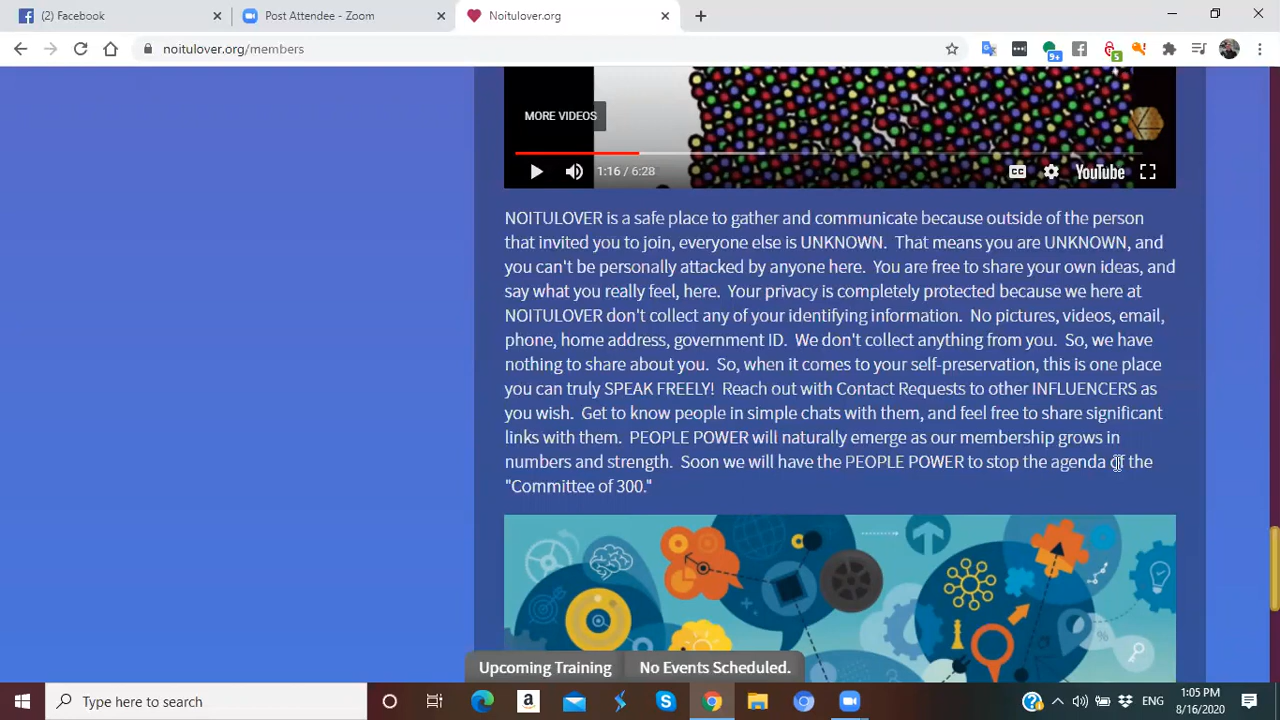 (2) Facebook
Post Attendee - Zoom
Noitulover.org
noitulover.org/members
9+
5
MORE VIDEOS
1:16 / 6:28
CC
YouTube
NOITULOVER is a safe place to gather and communicate because outside of the person
that invited you to join, everyone else is UNKNOWN.  That means you are UNKNOWN, and
you can't be personally attacked by anyone here.  You are free to share your own ideas, and
say what you really feel, here.  Your privacy is completely protected because we here at
NOITULOVER don't collect any of your identifying information.  No pictures, videos, email,
phone, home address, government ID.  We don't collect anything from you.  So, we have
nothing to share about you.  So, when it comes to your self-preservation, this is one place
you can truly SPEAK FREELY!  Reach out with Contact Requests to other INFLUENCERS as
you wish.  Get to know people in simple chats with them, and feel free to share significant
links with them.  PEOPLE POWER will naturally emerge as our membership grows in
numbers and strength.  Soon we will have the PEOPLE POWER to stop the agenda of the
"Committee of 300."
Upcoming Training
No Events Scheduled.
Type here to search
ENG
1:05 PM
8/16/2020